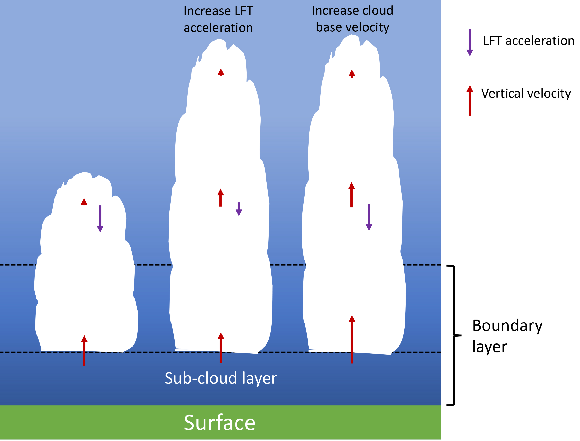 Increase LFT
acceleration
Increase cloud
base velocity
LFT acceleration
Vertical velocity
Boundary
layer
Sub-cloud layer
Surface